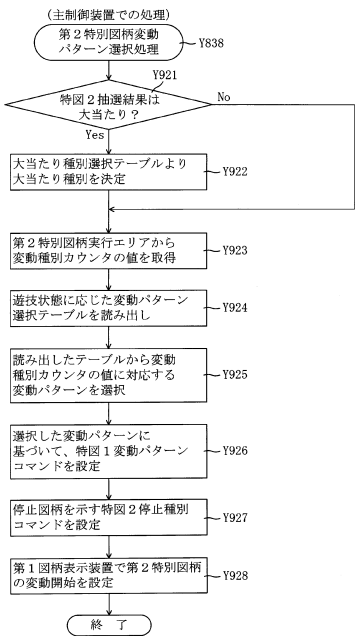 (主制御装置での処理)
第2特別図柄変動
パターン選択処理
Y838
Y921
特図2抽選結果は
大当たり?
No
Yes
大当たり種別選択テーブルより
大当たり種別を決定
Y922
第2特別図柄実行エリアから
変動種別カウンタの値を取得
Y923
遊技状態に応じた変動パターン
選択テーブルを読み出し
Y924
読み出したテーブルから変動
種別カウンタの値に対応する
変動パターンを選択
Y925
選択した変動パターンに
基づいて、特図1変動パターン
コマンドを設定
Y926
停止図柄を示す特図2停止種別
コマンドを設定
Y927
第1図柄表示装置で第2特別図柄
の変動開始を設定
Y928
終 了